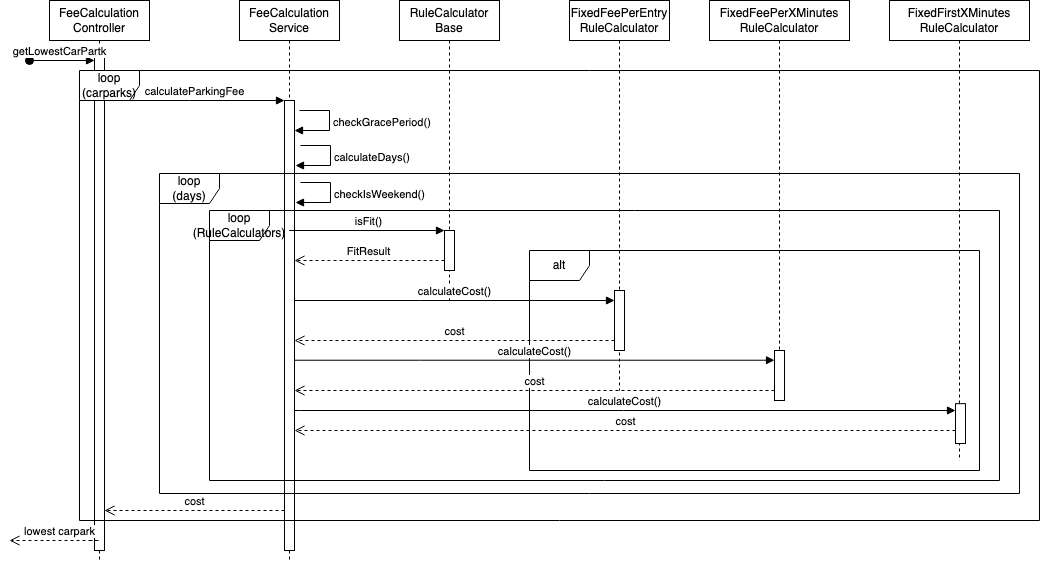 FeeCalculation
Controller
FeeCalculation
Service
RuleCalculator
Base
FixedFeePerEntry
RuleCalculator
FixedFeePerXMinutes
RuleCalculator
FixedFirstXMinutes
RuleCalculator
getLowestCarPartk
loop
(carparks)
calculateParkingFee
checkGracePeriod()
calculateDays()
loop
(days)
checkIsWeekend()
loop
(RuleCalculators)
isFit()
FitResult
alt
calculateCost()
cost
calculateCost()
cost
calculateCost()
cost
cost
lowest carpark